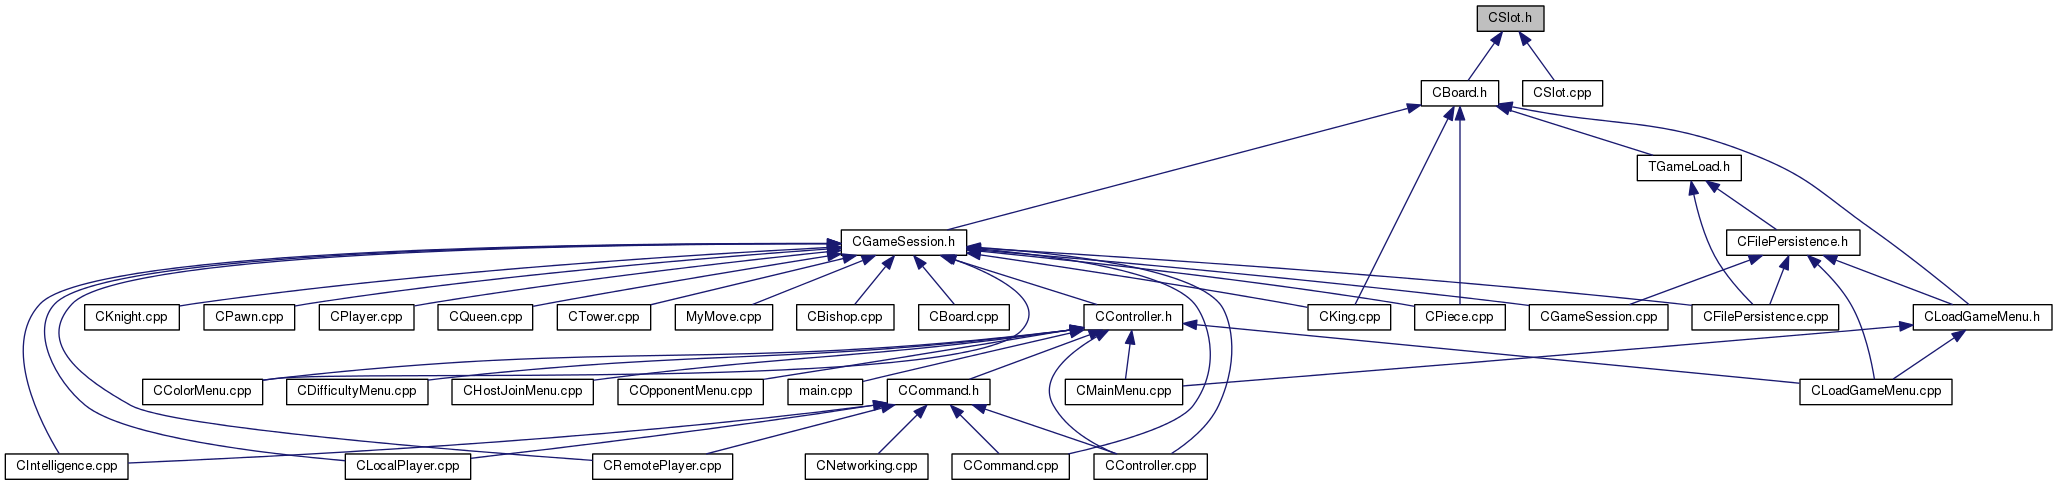 CSlot.h
CBoard.h
CSlot.cpp
TGameLoad.h
CGameSession.h
CFilePersistence.h
CKnight.cpp
CPawn.cpp
CPlayer.cpp
CQueen.cpp
CTower.cpp
MyMove.cpp
CBishop.cpp
CBoard.cpp
CController.h
CKing.cpp
CPiece.cpp
CGameSession.cpp
CFilePersistence.cpp
CLoadGameMenu.h
CColorMenu.cpp
CDifficultyMenu.cpp
CHostJoinMenu.cpp
COpponentMenu.cpp
main.cpp
CCommand.h
CMainMenu.cpp
CLoadGameMenu.cpp
CIntelligence.cpp
CLocalPlayer.cpp
CRemotePlayer.cpp
CNetworking.cpp
CCommand.cpp
CController.cpp